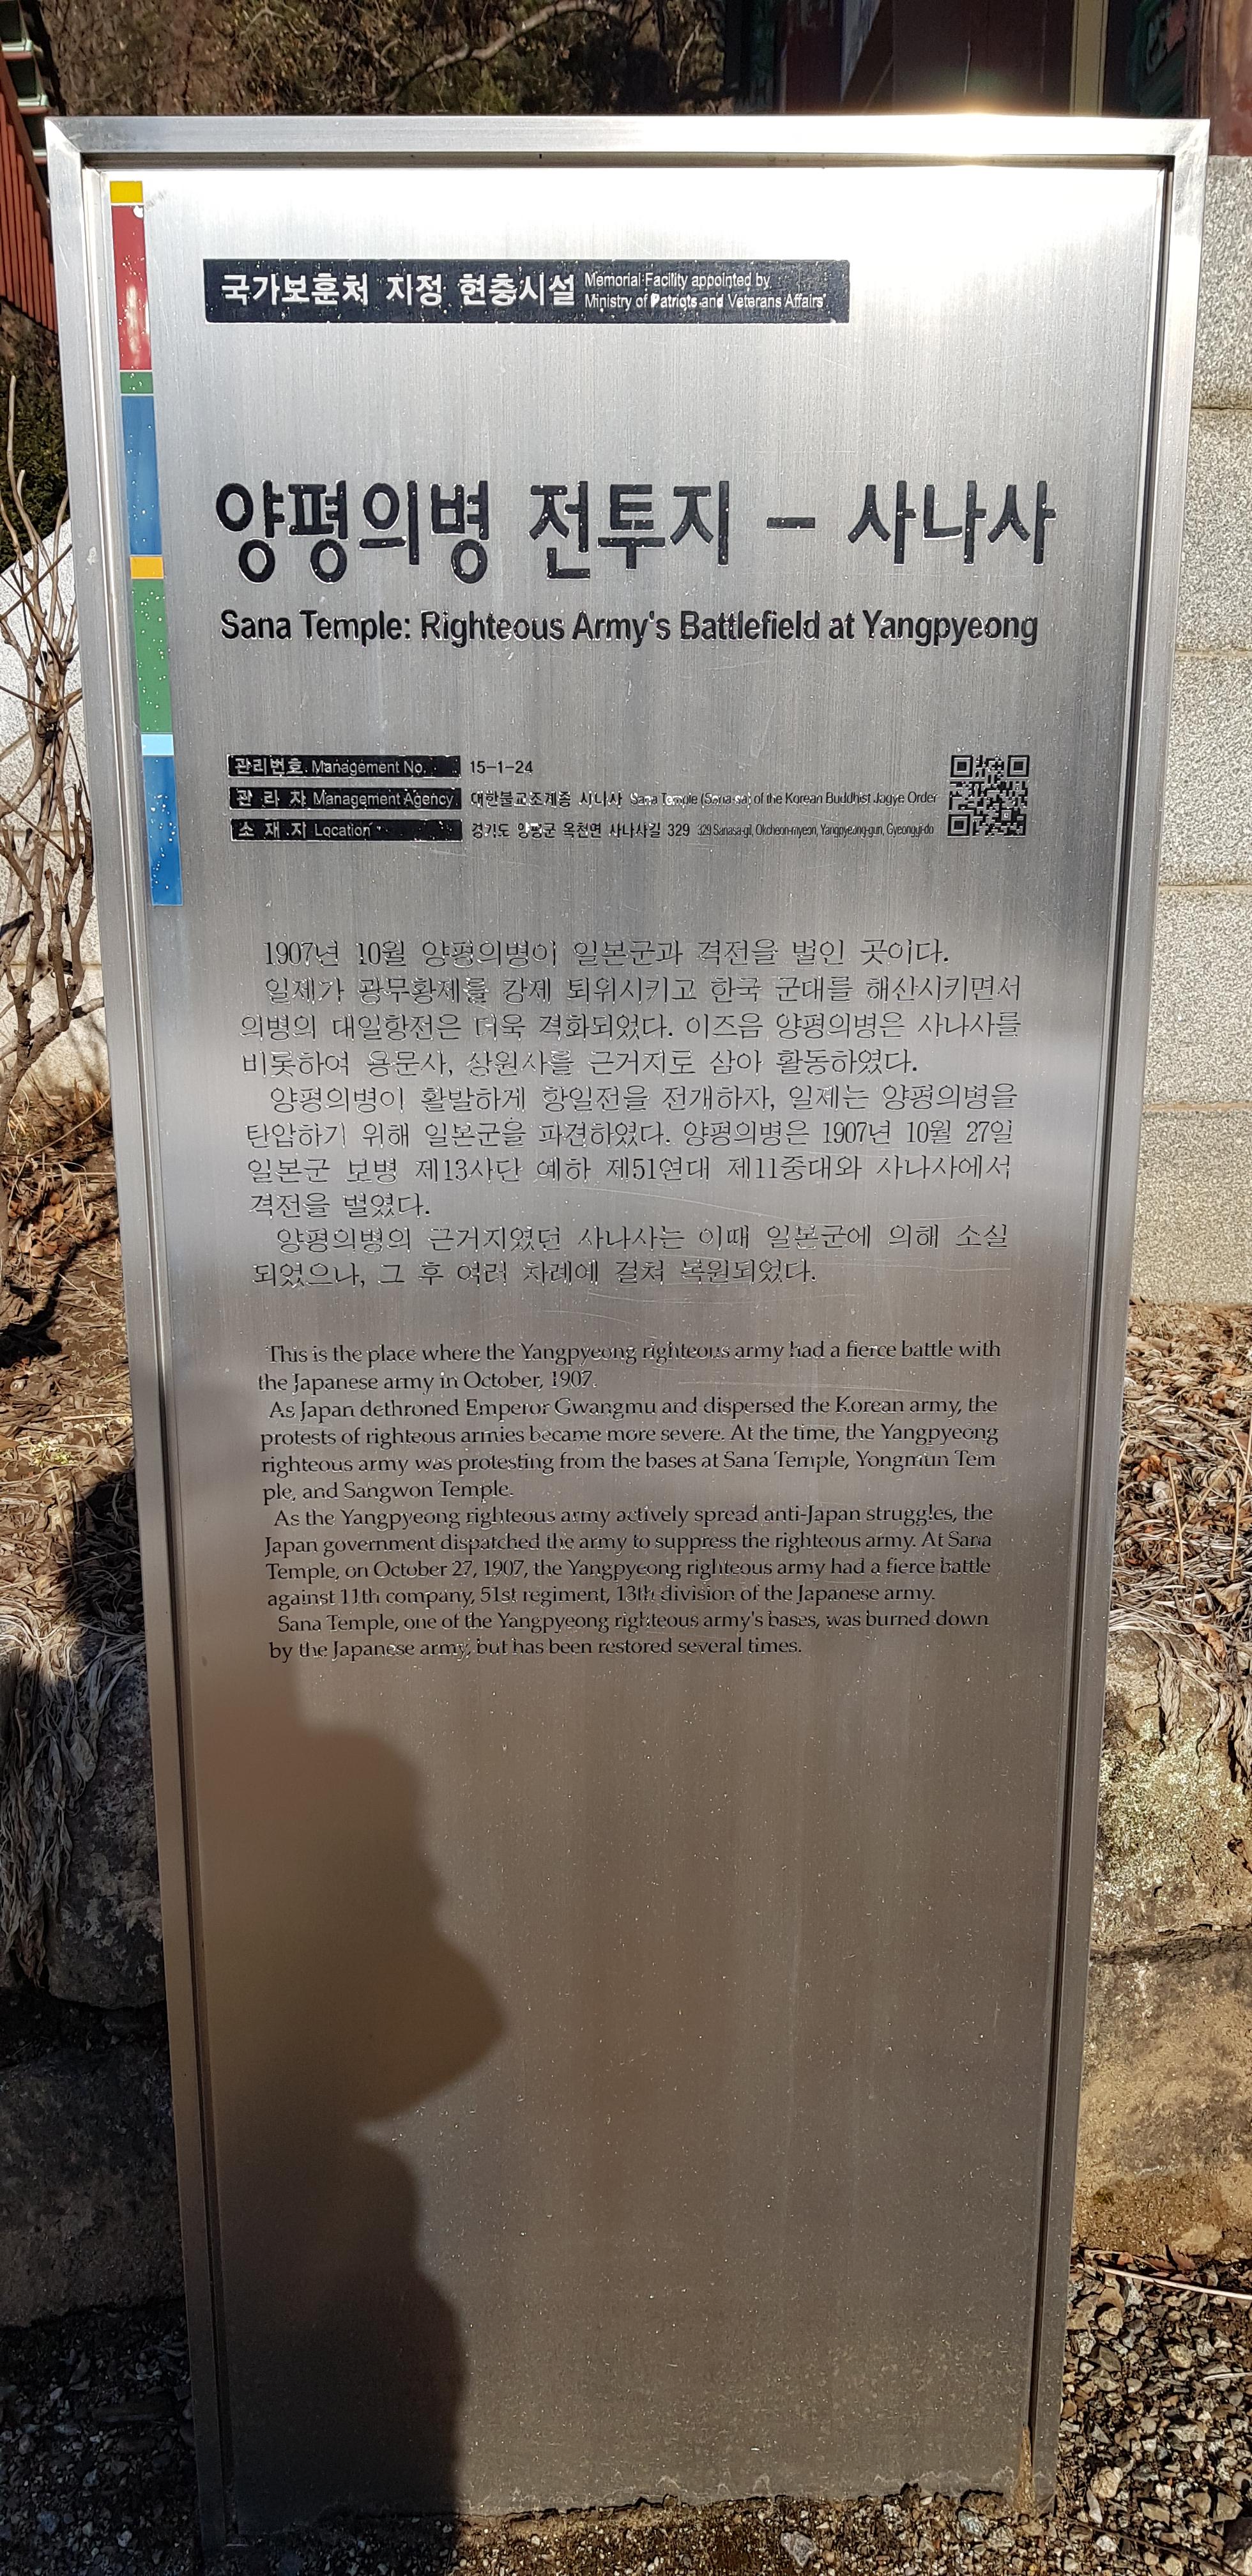 국가보훈처 지정 현충시설
Memorial Facility appointed by
Ministry of Patriots and Veterans Affairs
양평의병 전투지 - 사나사
Sana Temple: Righteous Army's Battlefield at Yangpyeong
관리번호 Management No. 15-1-24
관 리 자 Management Agency 대한불교조계종 사나사 Sana Temple (Sana-sa) of the Korean Buddhist Jogye Order
소 재 지 Location 경기도 양평군 옥천면 사나사길 329 329 Sanasa-gil, Okcheon-myeon, Yangpyeong-gun, Gyeonggi-do
1907년 10월 양평의병이 일본군과 격전을 벌인 곳이다.
일제가 광무황제를 강제 퇴위시키고 한국 군대를 해산시키면서
의병의 대일항전은 더욱 격화되었다. 이즈음 양평의병은 사나사를
비롯하여 용문사, 상원사를 근거지로 삼아 활동하였다.
양평의병이 활발하게 항일전을 전개하자, 일제는 양평의병을
탄압하기 위해 일본군을 파견하였다. 양평의병은 1907년 10월 27일
일본군 보병 제13사단 예하 제51연대 제11중대와 사나사에서
격전을 벌였다.
양평의병의 근거지였던 사나사는 이때 일본군에 의해 소실
되었으나, 그 후 여러 차례에 걸쳐 복원되었다.
This is the place where the Yangpyeong righteous army had a fierce battle with
the Japanese army in October, 1907.
As Japan dethroned Emperor Gwangmu and dispersed the Korean army, the
protests of righteous armies became more severe. At the time, the Yangpyeong
righteous army was protesting from the bases at Sana Temple, Yongmun Tem
ple, and Sangwon Temple.
As the Yangpyeong righteous army actively spread anti-Japan struggles, the
Japan government dispatched the army to suppress the righteous army. At Sana
Temple, on October 27, 1907, the Yangpyeong righteous army had a fierce battle
against 11th company, 51st regiment, 13th division of the Japanese army.
Sana Temple, one of the Yangpyeong righteous army's bases, was burned down
by the Japanese army, but has been restored several times.